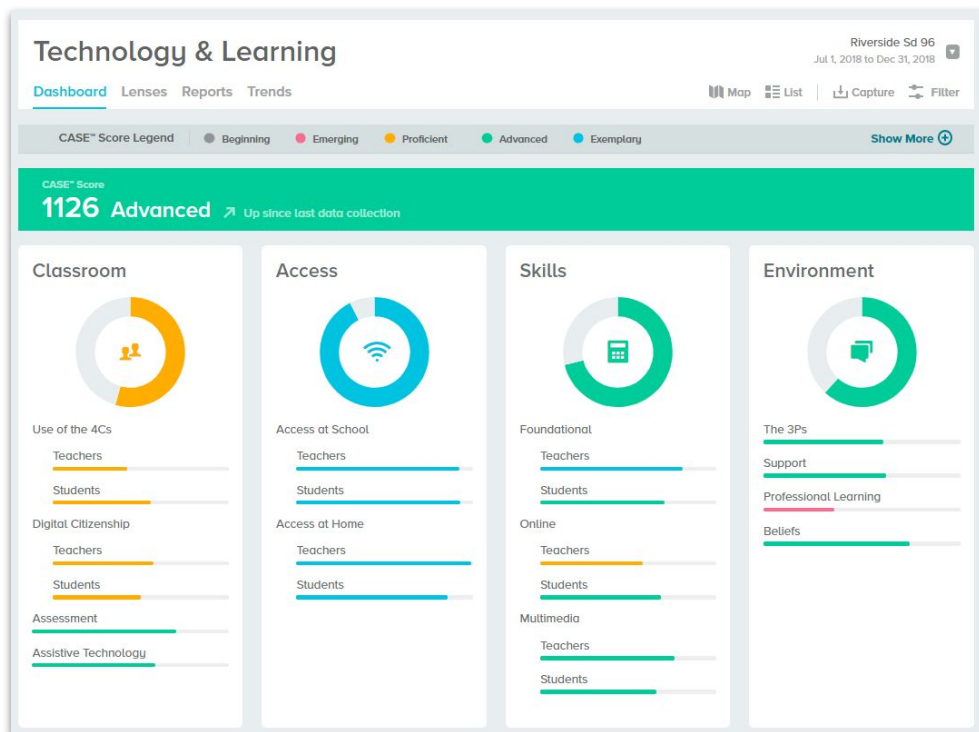 Technology & Learning
Riverside Sd 96
Jul 1, 2018 to Dec 31, 2018
Dashboard Lenses Reports Trends
Map List Capture Filter
CASE™ Score Legend Beginning Emerging Proficient Advanced Exemplary Show More
CASE™ Score
1126 Advanced Up since last data collection
Classroom
Use of the 4Cs
Teachers
Students
Digital Citizenship
Teachers
Students
Assessment
Assistive Technology
Access
Access at School
Teachers
Students
Access at Home
Teachers
Students
Skills
Foundational
Teachers
Students
Online
Teachers
Students
Multimedia
Teachers
Students
Environment
The 3Ps
Support
Professional Learning
Beliefs